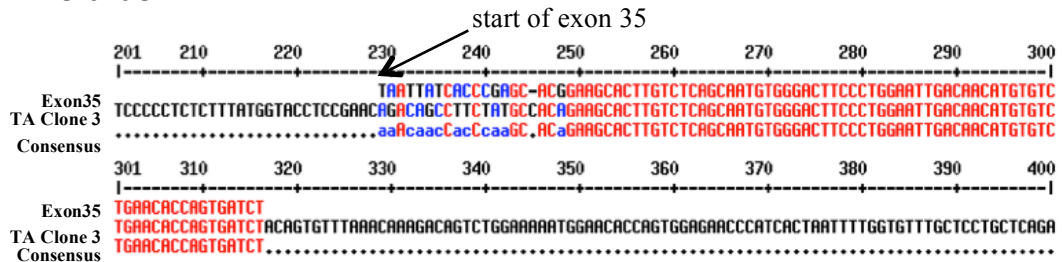 start of exon 35
201 210 220 230 240 250 260 270 280 290 300
|--------+---------+---------+---------+---------+---------+---------+---------+---------+---------|
Exon35 TAATTATCACCCGAGC-ACGGAAGCACTTGTCTCAGCAATGTGGGACTTCCCTGGAATTGACAACATGTGTC
TA Clone 3 TCCCCCTCTCTTTATGGTACCTCCGAACAGACAGCCTTCTATGCCACAGAAGCACTTGTCTCAGCAATGTGGGACTTCCCTGGAATTGACAACATGTGTC
Consensus ............................aaAcaacCacCcaaGC.ACaGAAGCACTTGTCTCAGCAATGTGGGACTTCCCTGGAATTGACAACATGTGTC
301 310 320 330 340 350 360 370 380 390 400
|--------+---------+---------+---------+---------+---------+---------+---------+---------+---------|
Exon35 TGAACACCAGTGATCT
TA Clone 3 TGAACACCAGTGATCTACAGTGTTTAAACAAAGACAGTCTGGAAAAATGGAACACCAGTGGAGAACCCATCACTAATTTTGGTGTTTGCTCCTGCTCAGA
Consensus TGAACACCAGTGATCT....................................................................................